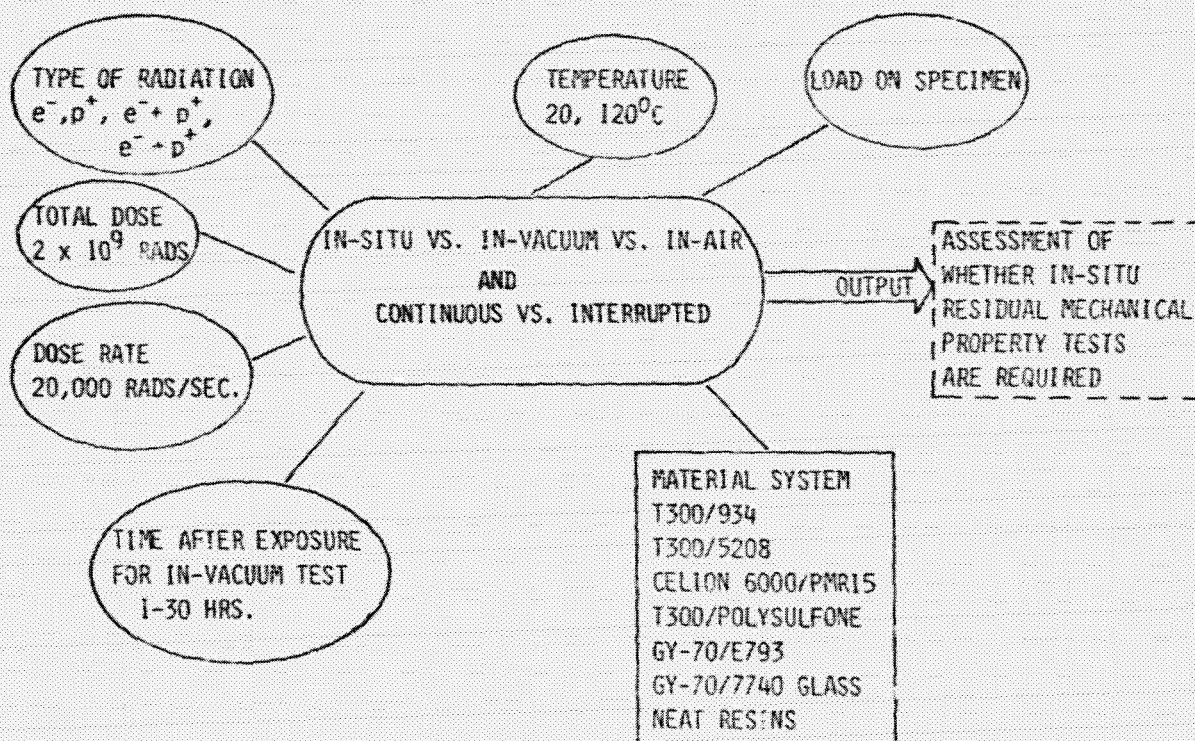 TYPE OF RADIATION
e⁻,p⁺, e⁻+ p⁺,
e⁻ → p⁺
TEMPERATURE
20, 120⁰C
LOAD ON SPECIMEN
TOTAL DOSE
2 x 10⁹ RADS
IN-SITU VS. IN-VACUUM VS. IN-AIR
AND
CONTINUOUS VS. INTERRUPTED
OUTPUT
ASSESSMENT OF
WHETHER IN-SITU
RESIDUAL MECHANICAL
PROPERTY TESTS
ARE REQUIRED
DOSE RATE
20,000 RADS/SEC.
TIME AFTER EXPOSURE
FOR IN-VACUUM TEST
1-30 HRS.
MATERIAL SYSTEM
T300/934
T300/5208
CELION 6000/PMR15
T300/POLYSULFONE
GY-70/E793
GY-70/7740 GLASS
NEAT RESINS